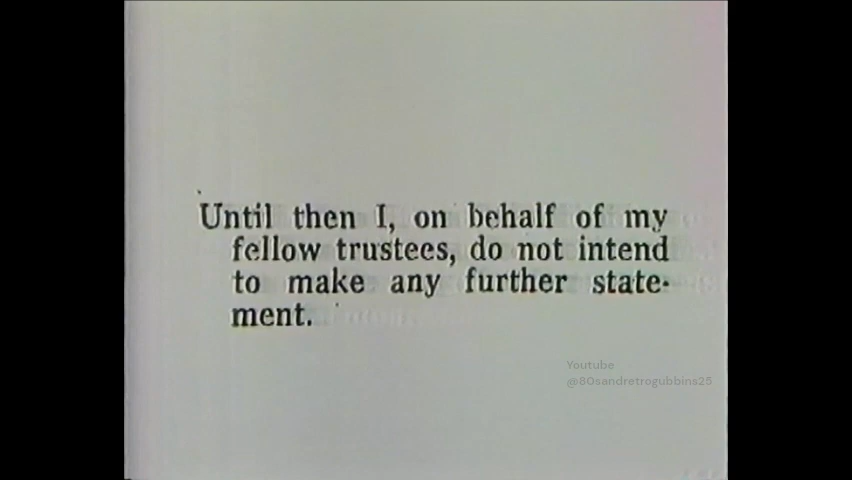 Until then I, on behalf of my
fellow trustees, do not intend
to make any further state-
ment.
Youtube
@80sandretrogubbins25